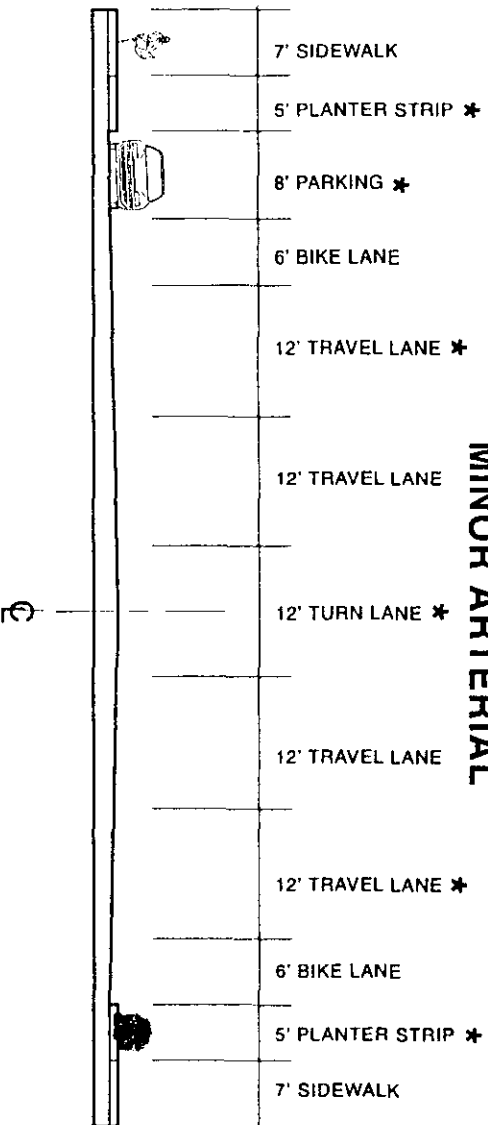 7' SIDEWALK
5' PLANTER STRIP *
8' PARKING *
6' BIKE LANE
12' TRAVEL LANE *
12' TRAVEL LANE
12' TURN LANE *
12' TRAVEL LANE
12' TRAVEL LANE *
6' BIKE LANE
5' PLANTER STRIP *
7' SIDEWALK
MINOR ARTERIAL
℄